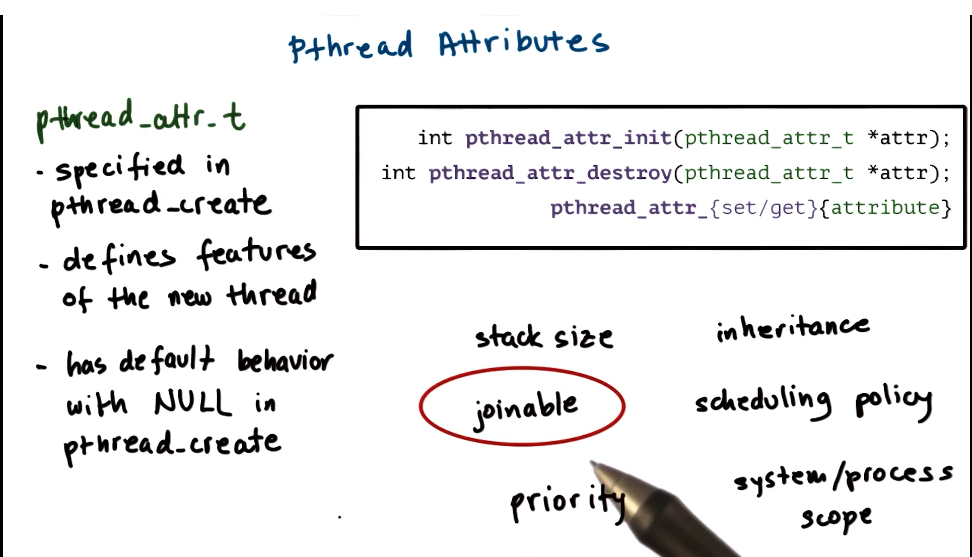 Pthread Attributes
pthread_attr_t
- specified in
pthread_create
- defines features
of the new thread
- has default behavior
with NULL in
pthread_create
int pthread_attr_init(pthread_attr_t *attr);
int pthread_attr_destroy(pthread_attr_t *attr);
pthread_attr_{set/get}{attribute}
stack size
inheritance
joinable
scheduling policy
priority
system/process
scope